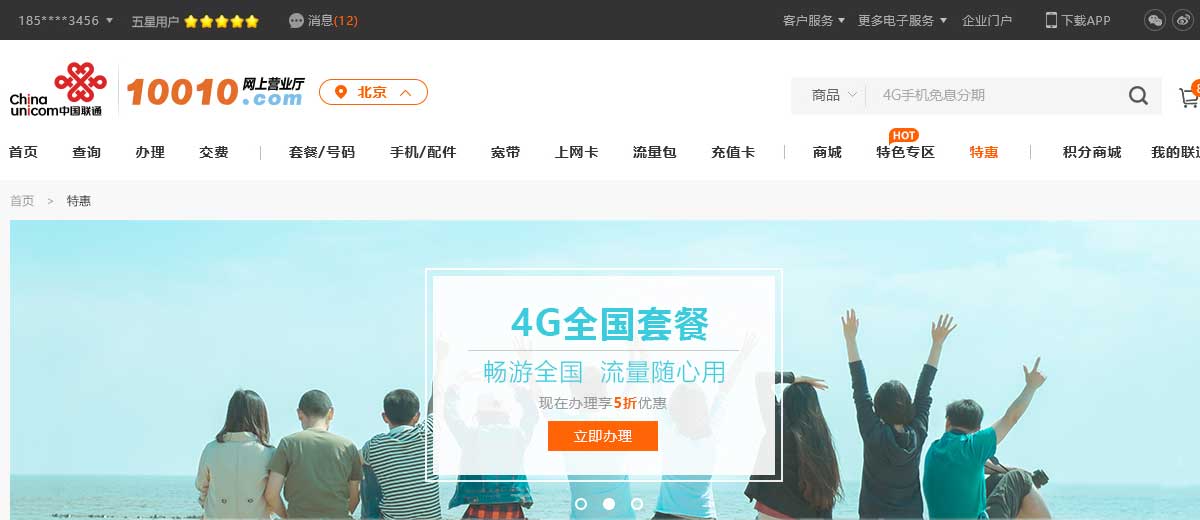 185****3456 五星用户 消息(12) 客户服务 更多电子服务 企业门户 下载APP
China unicom中国联通 10010.com 网上营业厅 北京 商品 4G手机免息分期
HOT
首页 查询 办理 交费 套餐/号码 手机/配件 宽带 上网卡 流量包 充值卡 商城 特色专区 特惠 积分商城 我的联
首页 > 特惠
4G全国套餐
畅游全国 流量随心用
现在办理享5折优惠
立即办理